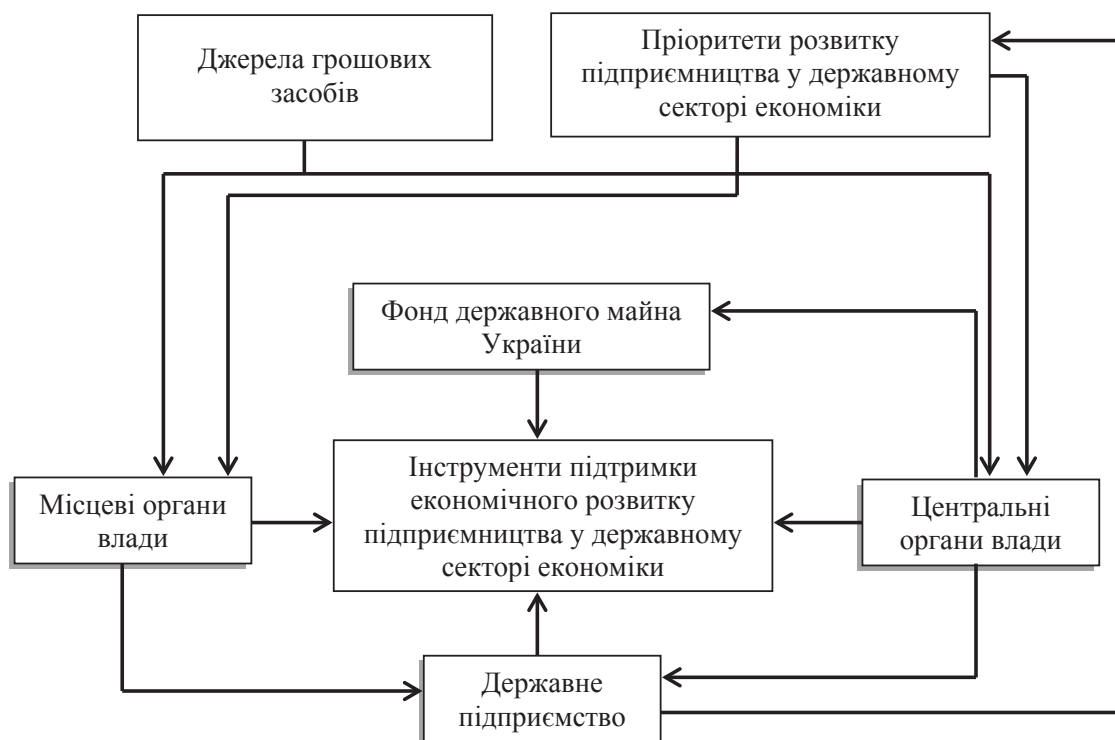 Джерела грошових
засобів
Пріоритети розвитку
підприємництва у державному
секторі економіки
Фонд державного майна
України
Місцеві органи
влади
Інструменти підтримки
економічного розвитку
підприємництва у державному
секторі економіки
Центральні
органи влади
Державне
підприємство